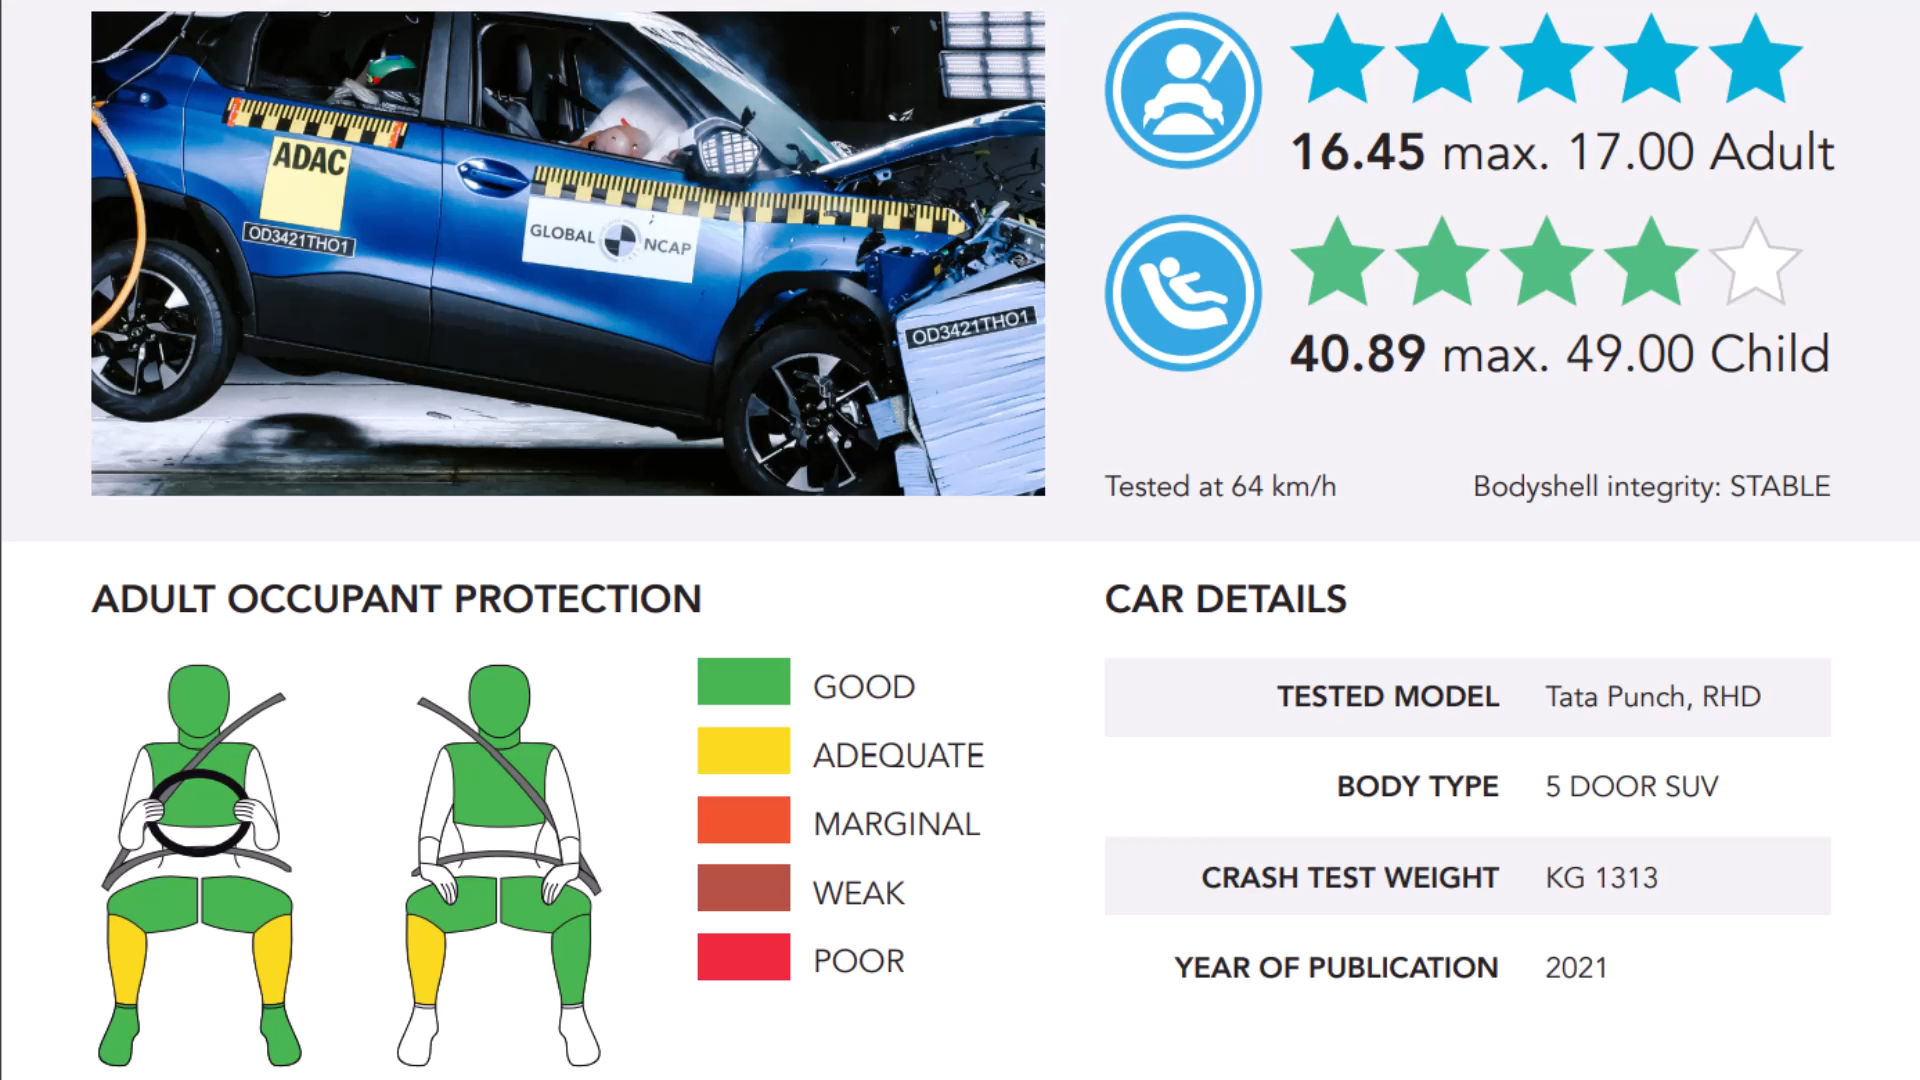 ADAC
OD3421THO1
GLOBAL NCAP
OD3421THO1
16.45 max. 17.00 Adult
40.89 max. 49.00 Child
Tested at 64 km/h
Bodyshell integrity: STABLE
ADULT OCCUPANT PROTECTION
GOOD
ADEQUATE
MARGINAL
WEAK
POOR
CAR DETAILS
TESTED MODEL Tata Punch, RHD
BODY TYPE 5 DOOR SUV
CRASH TEST WEIGHT KG 1313
YEAR OF PUBLICATION 2021